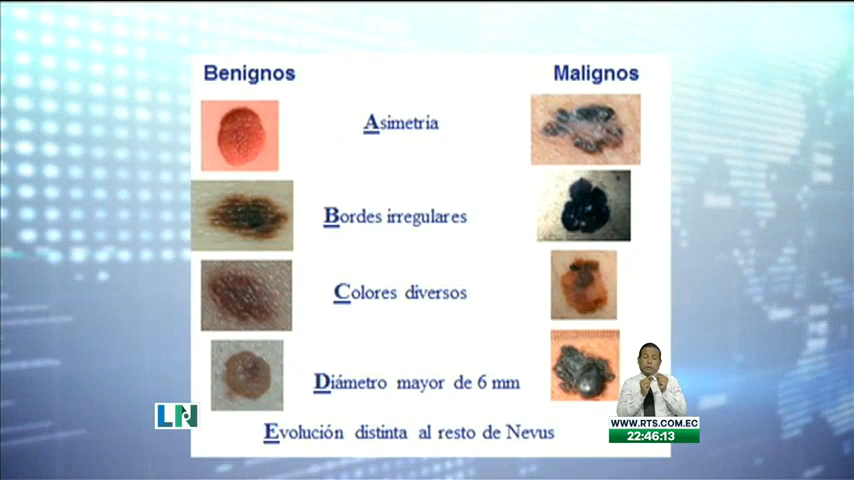 Benignos
Malignos
Asimetría
Bordes irregulares
Colores diversos
Diámetro mayor de 6 mm
Evolución distinta al resto de Nevus
LN
WWW.RTS.COM.EC
22:46:13